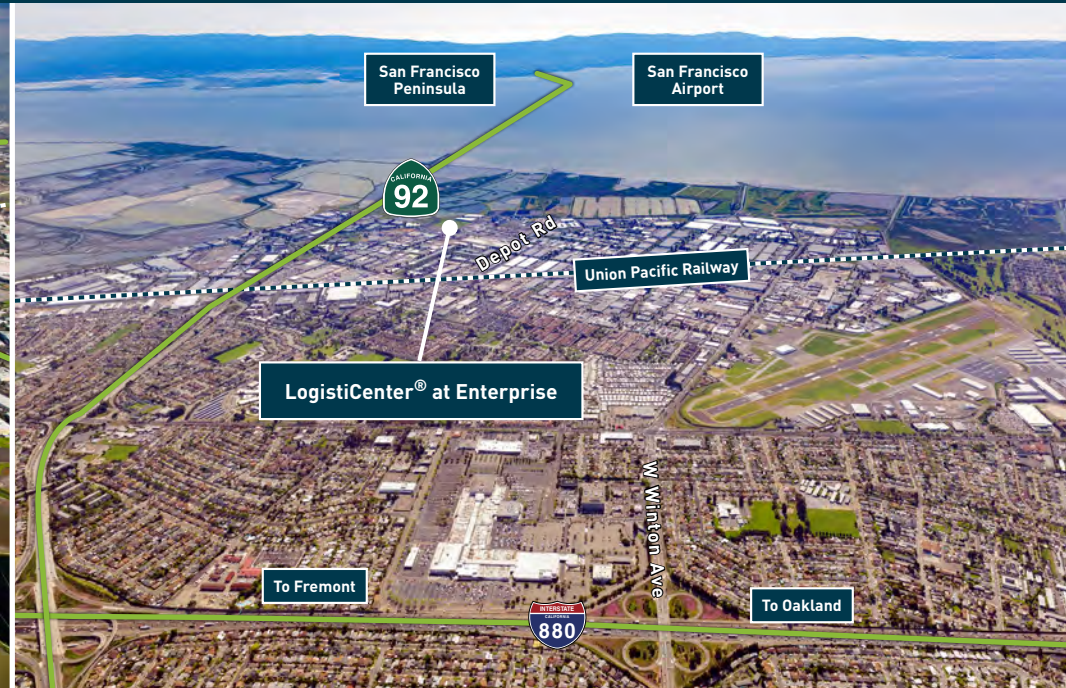 San Francisco
Peninsula
San Francisco
Airport
CALIFORNIA
92
Depot Rd
Union Pacific Railway
LogistiCenter® at Enterprise
W Winton Ave
To Fremont
INTERSTATE
CALIFORNIA
880
To Oakland